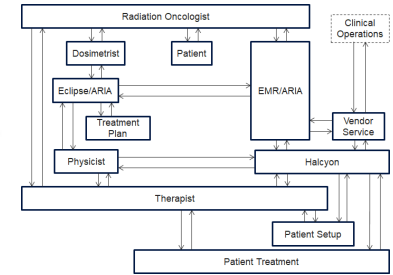 Radiation Oncologist
Clinical
Operations
Dosimetrist
Patient
Eclipse/ARIA
EMR/ARIA
Treatment
Plan
Vendor
Service
Physicist
Halcyon
Therapist
Patient Setup
Patient Treatment